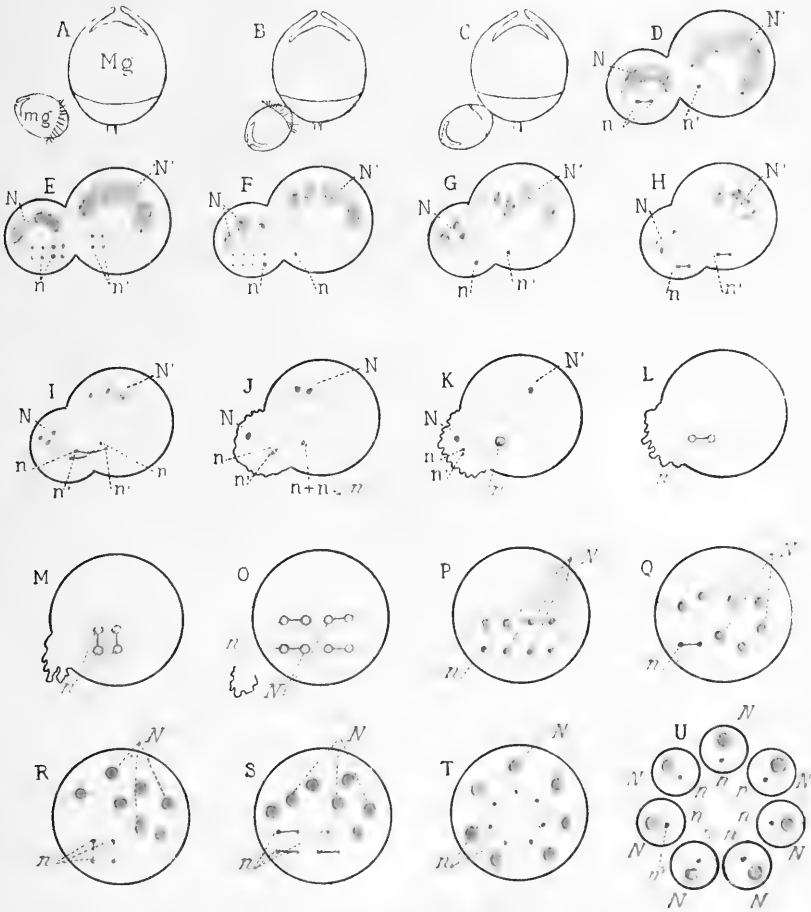 A B C D N'
Mg N
mg n n'
E N' F N' G N' H N'
N N N N
n n' n n n n' n n'
I N' J N K N' L
N N N
n n n n
n' n' n' n+n
M O P N Q N
n n N n n
R N S N T N U N
N n N
n n n N n N
N n' N
N N